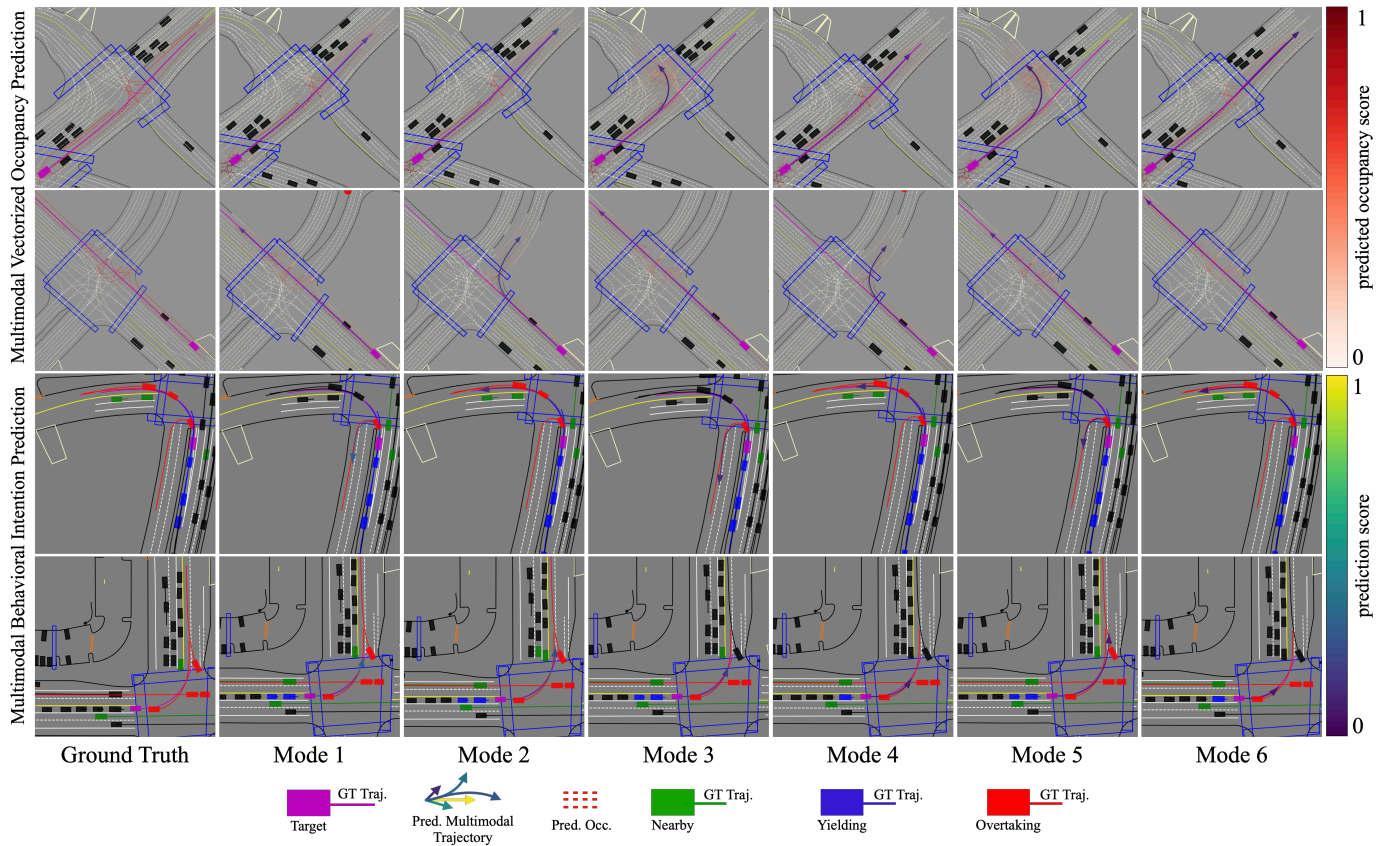 Multimodal Vectorized Occupancy Prediction
Multimodal Behavioral Intention Prediction
1
predicted occupancy score
0
1
prediction score
0
Ground Truth
Mode 1
Mode 2
Mode 3
Mode 4
Mode 5
Mode 6
GT Traj.
Target
Pred. Multimodal
Trajectory
Pred. Occ.
GT Traj.
Nearby
GT Traj.
Yielding
GT Traj.
Overtaking